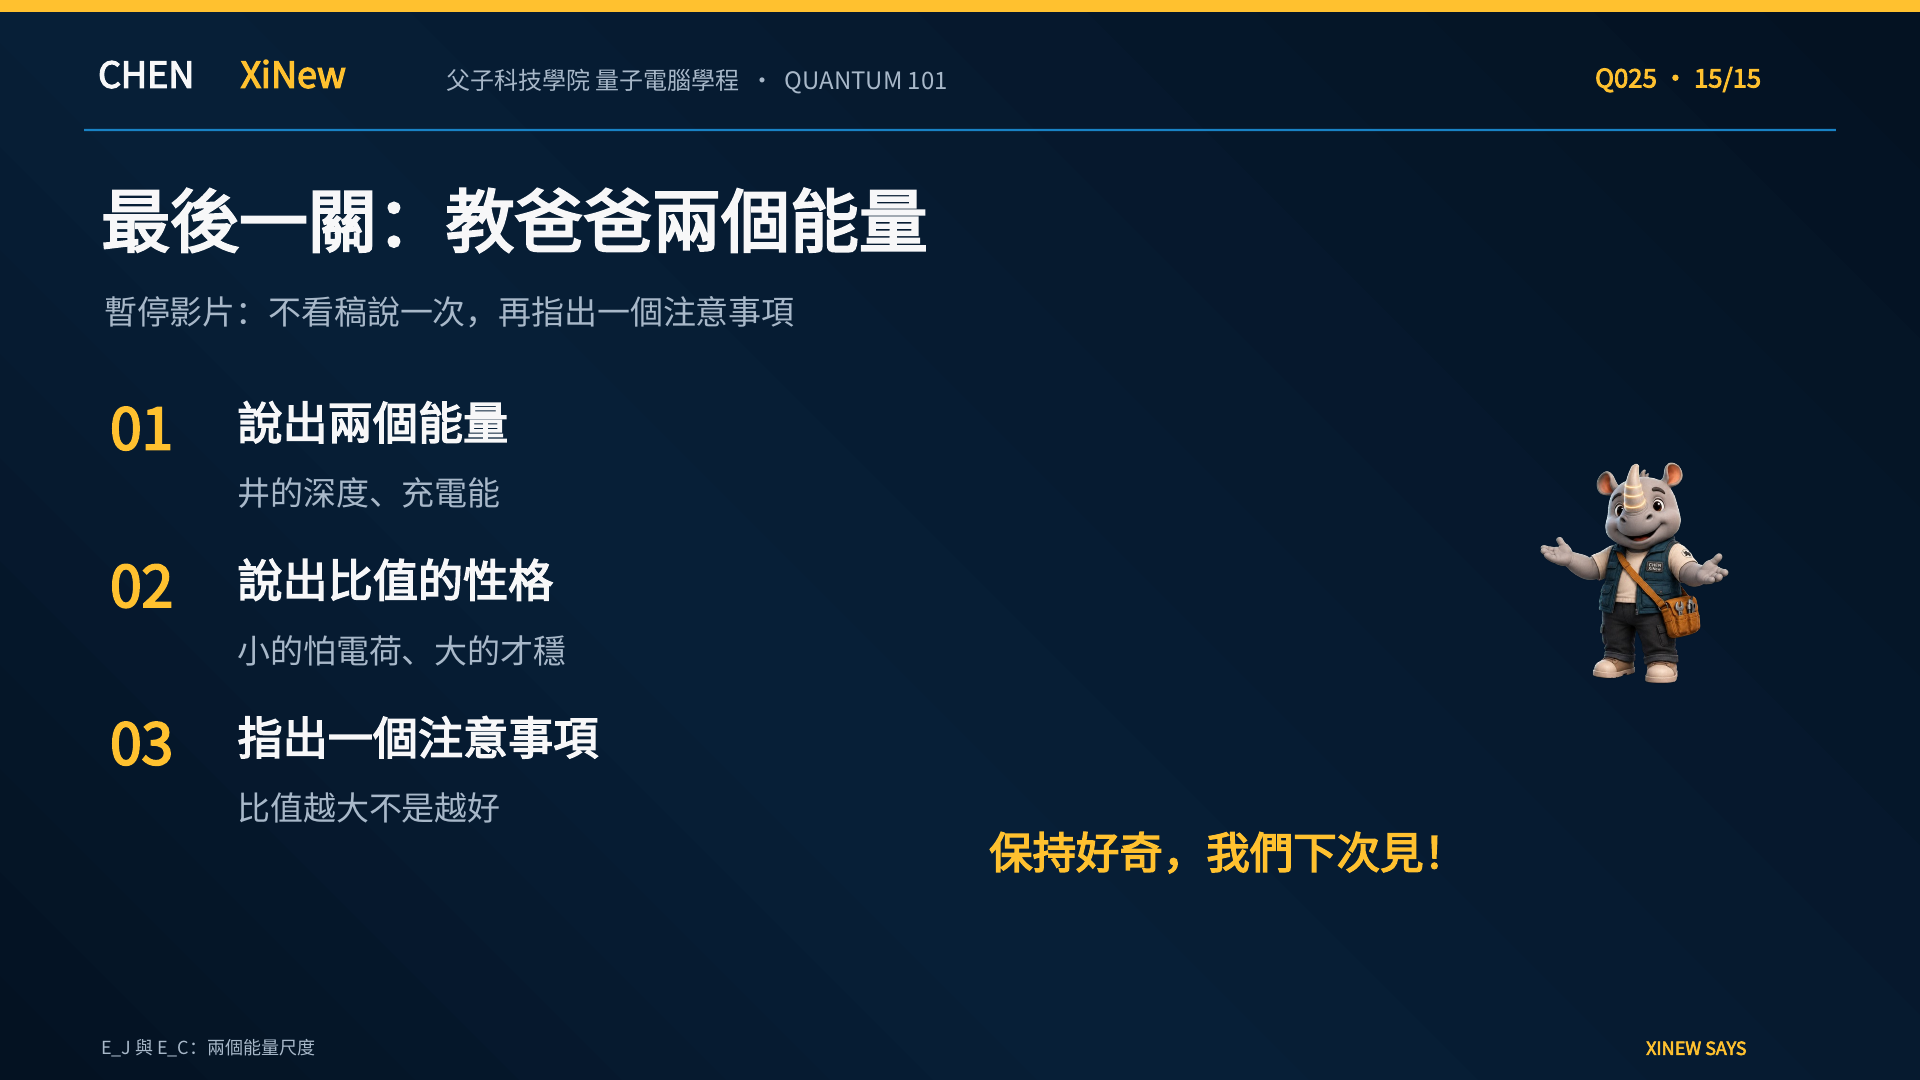 CHEN XiNew 父子科技學院 量子電腦學程 · QUANTUM 101 Q025 · 15/15
最後一關：教爸爸兩個能量
暫停影片：不看稿說一次，再指出一個注意事項
01 說出兩個能量
井的深度、充電能
02 說出比值的性格
小的怕電荷、大的才穩
03 指出一個注意事項
比值越大不是越好
保持好奇，我們下次見！
E_J 與 E_C：兩個能量尺度
XINEW SAYS